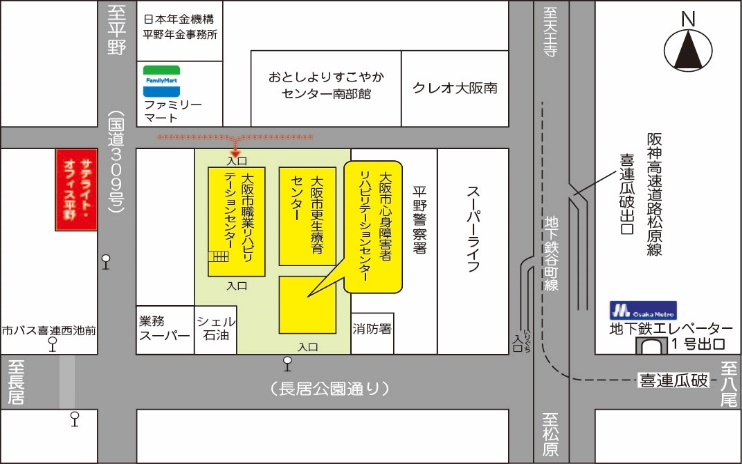 至平野
日本年金機構
平野年金事務所
FamilyMart
ファミリー
マート
おとしよりすこやか
センター南部館
クレオ大阪南
至天王寺
N
（国道309号）
サテライト・
オフィス平野
入口
大阪市職業リハビリ
テーションセンター
入口
大阪市更生療育
センター
大阪市心身障害者
リハビリテーションセンター
平野警察署
スーパーライフ
地下鉄谷町線
喜連瓜破出口
阪神高速道路松原線
市バス喜連西池前
業務
スーパー
シェル
石油
入口
消防署
いりぐち
入口
Osaka Metro
地下鉄エレベーター
1号出口
至長居
（長居公園通り）
喜連瓜破
至八尾
至松原